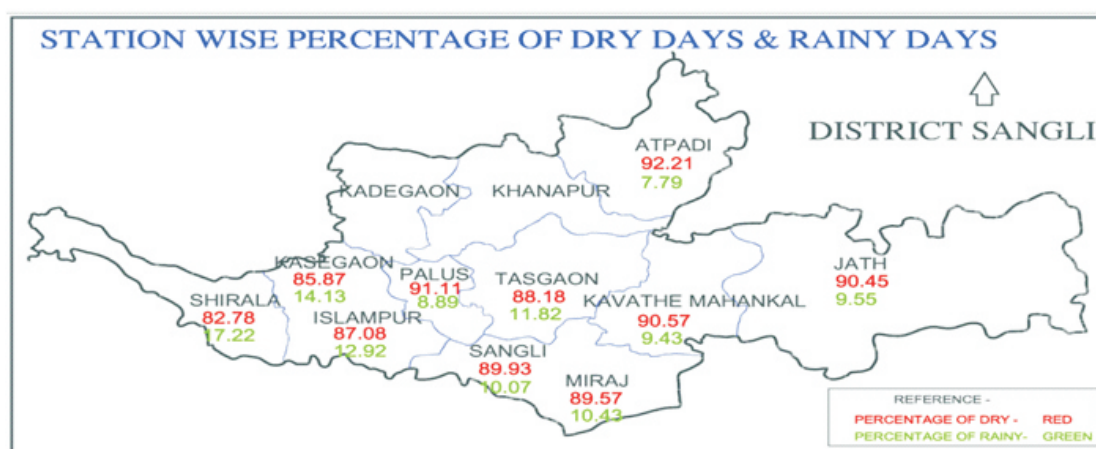 STATION WISE PERCENTAGE OF DRY DAYS & RAINY DAYS
DISTRICT SANGLI
ATPADI
92.21
7.79
KADEGAON
KHANAPUR
KASEGAON
85.87
14.13
PALUS
91.11
8.89
TASGAON
88.18
11.82
JATH
90.45
9.55
SHIRALA
82.78
17.22
ISLAMPUR
87.08
12.92
KAVATHE MAHANKAL
90.57
9.43
SANGLI
89.93
10.07
MIRAJ
89.57
10.43
REFERENCE -
PERCENTAGE OF DRY - RED
PERCENTAGE OF RAINY- GREEN